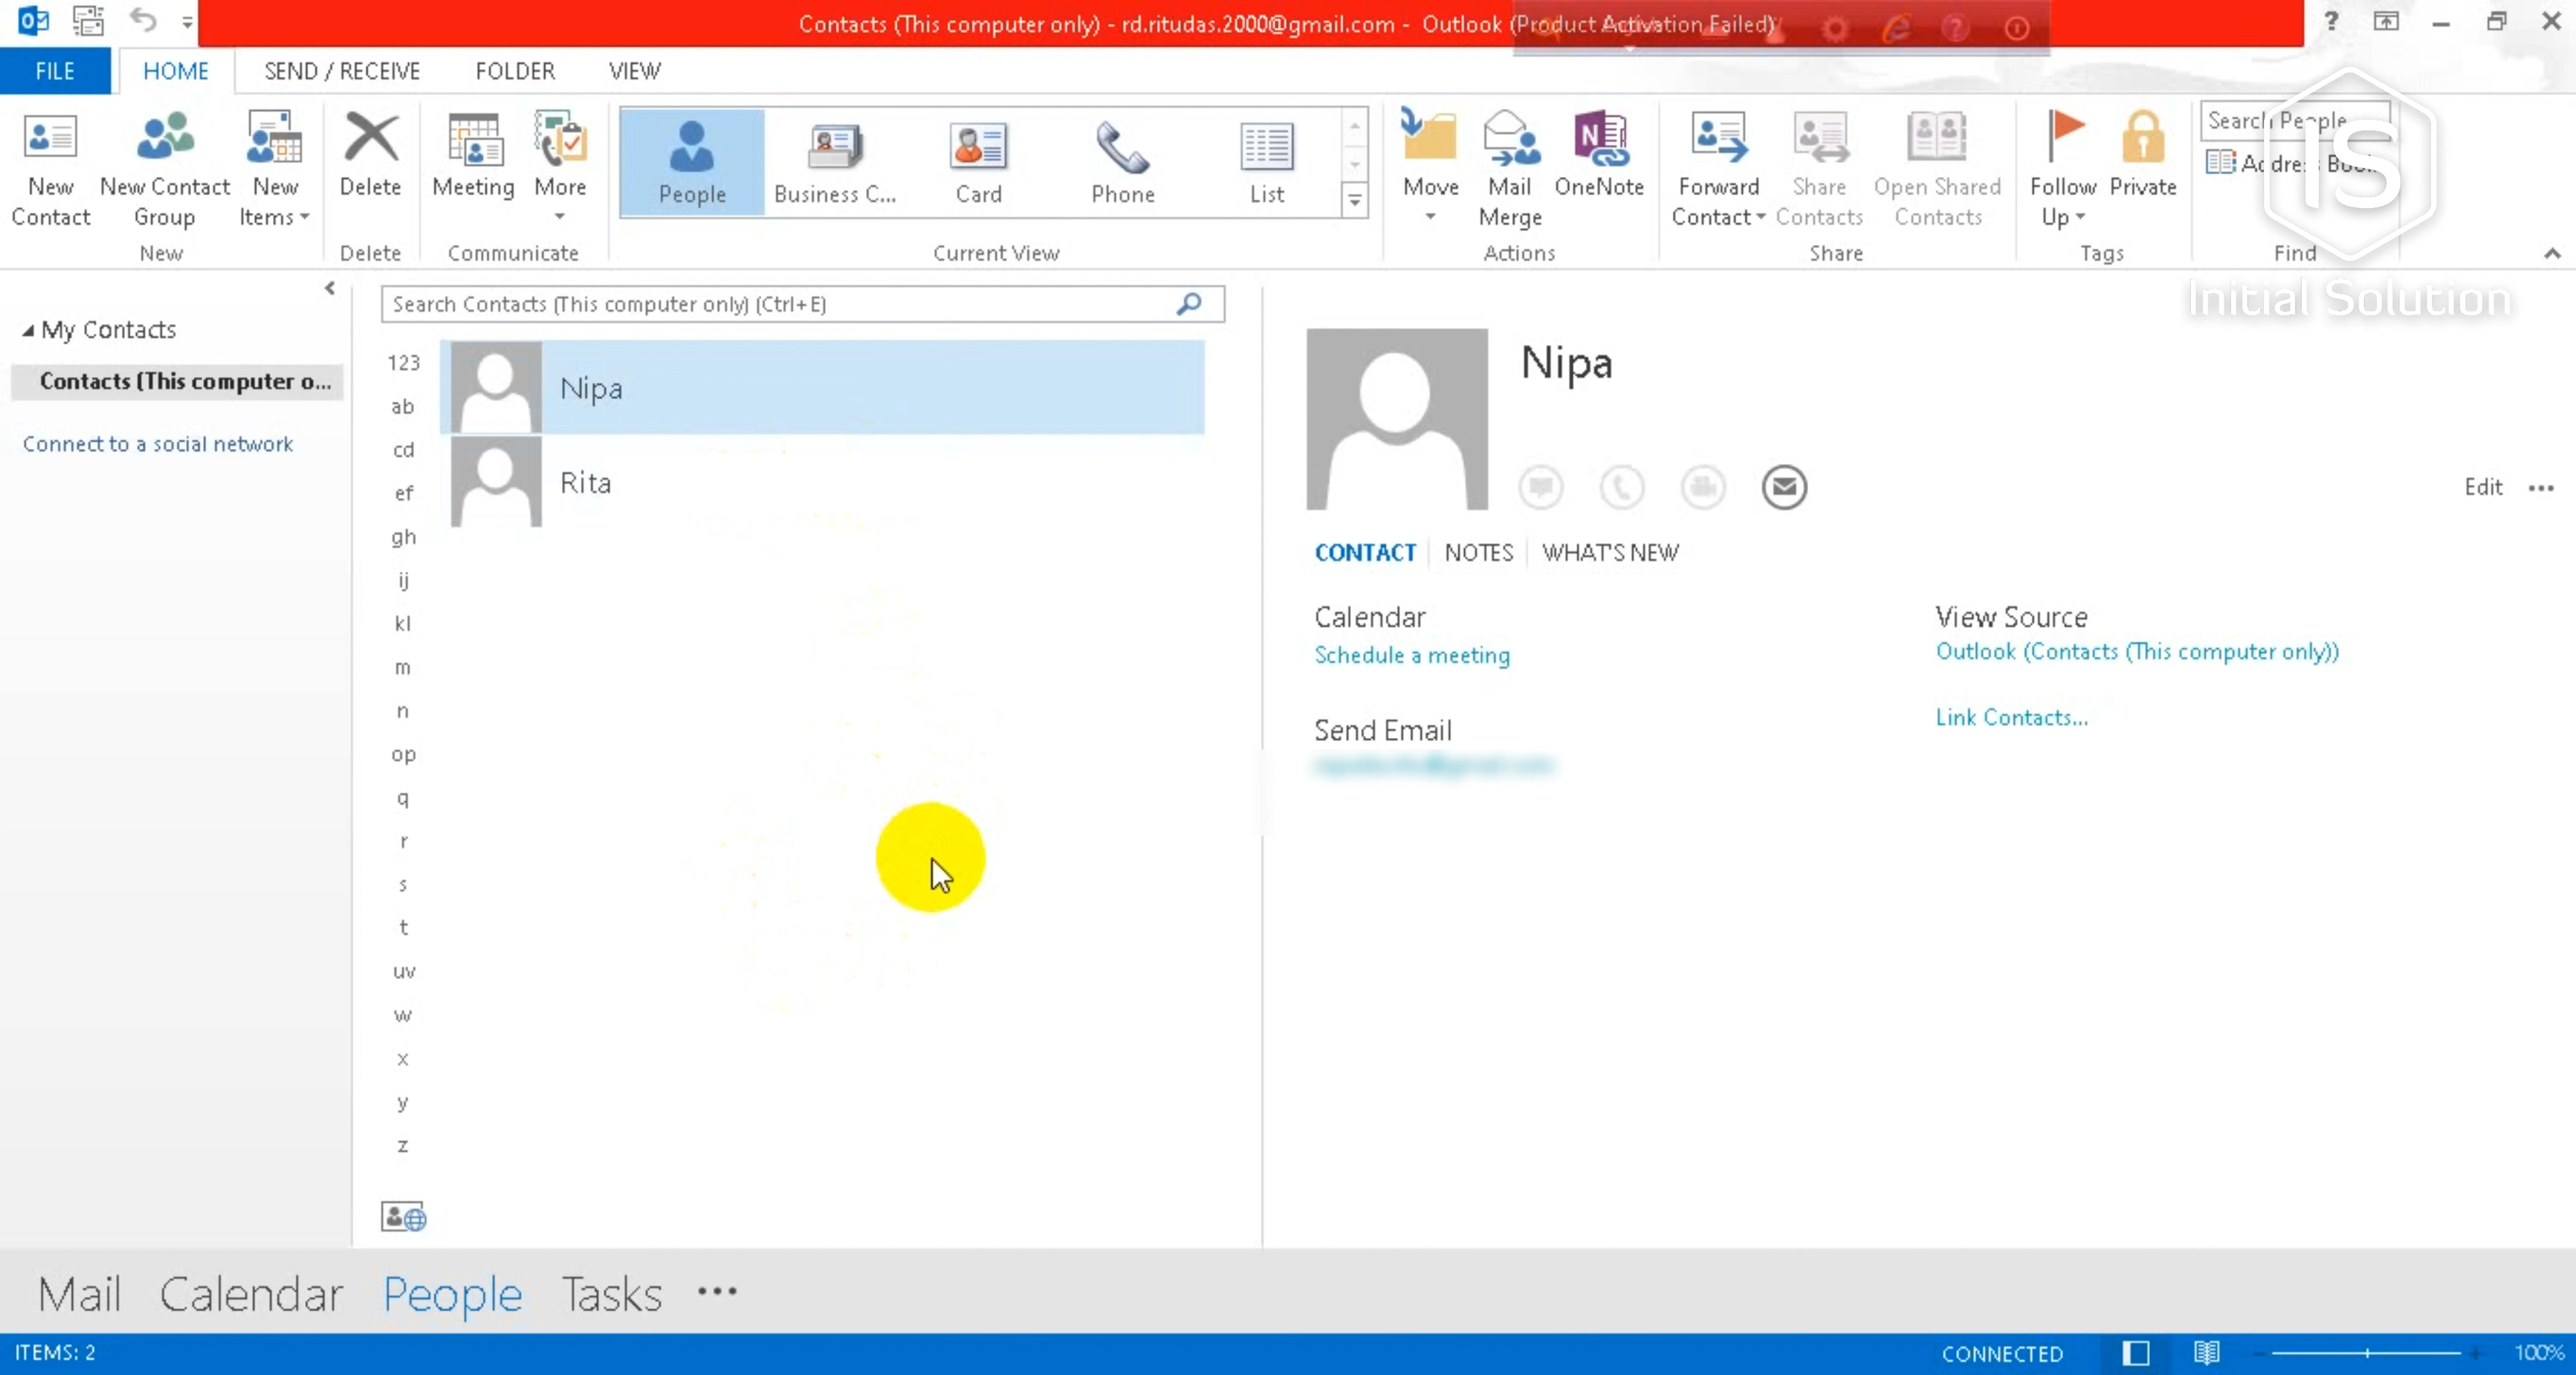 Contacts (This computer only) - rd.ritudas.2000@gmail.com - Outlook (Product Activation Failed)
?
FILE HOME SEND / RECEIVE FOLDER VIEW
New Contact
New Contact Group
New Items
New
Delete
Delete
Meeting
More
Communicate
People
Business C...
Card
Phone
List
Current View
Move
Mail Merge
OneNote
Actions
Forward Contact
Share Contacts
Open Shared Contacts
Share
Follow Up
Private
Tags
Search People
Address Book
Find
IS
Initial Solution
My Contacts
Contacts (This computer o...
Connect to a social network
Search Contacts (This computer only) (Ctrl+E)
123
ab
cd
ef
gh
ij
kl
m
n
op
q
r
s
t
uv
w
x
y
z
Nipa
Rita
Nipa
Edit ...
CONTACT NOTES WHAT'S NEW
Calendar
Schedule a meeting
Send Email
View Source
Outlook (Contacts (This computer only))
Link Contacts...
Mail Calendar People Tasks ...
ITEMS: 2
CONNECTED
100%